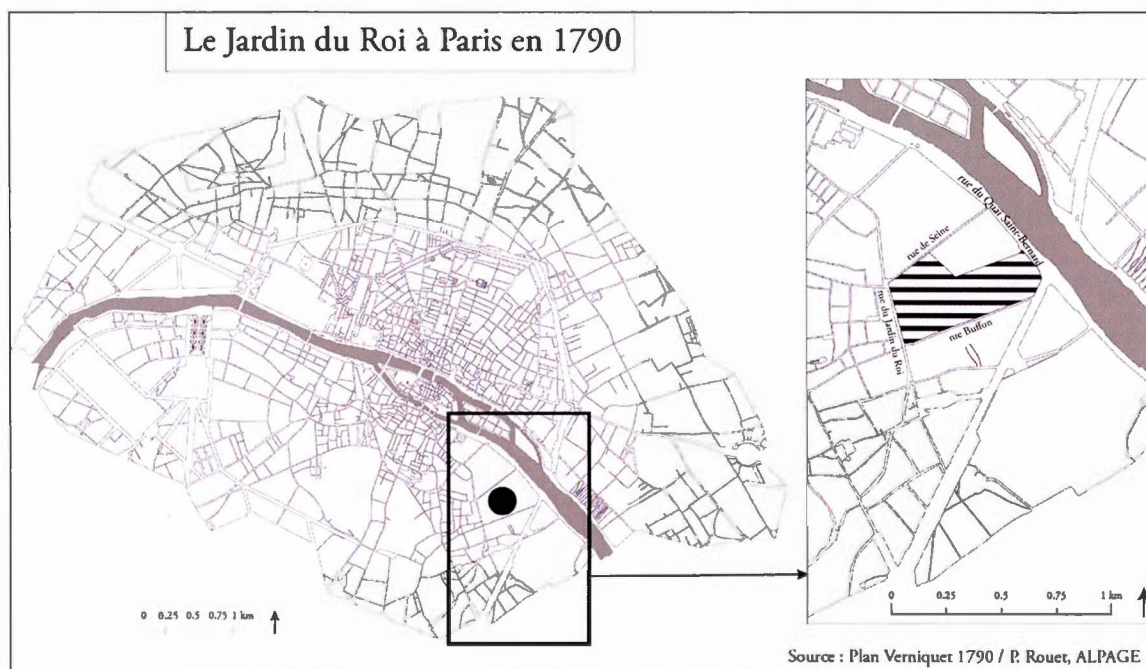 Le Jardin du Roi à Paris en 1790
0 0.25 0.5 0.75 1 km
rue du Quai Saint-Bernard
rue de Seine
rue du Jardin du Roi
rue Buffon
0 0.25 0.5 0.75 1 km
Source : Plan Verniquet 1790 / P. Rouet, ALPAGE